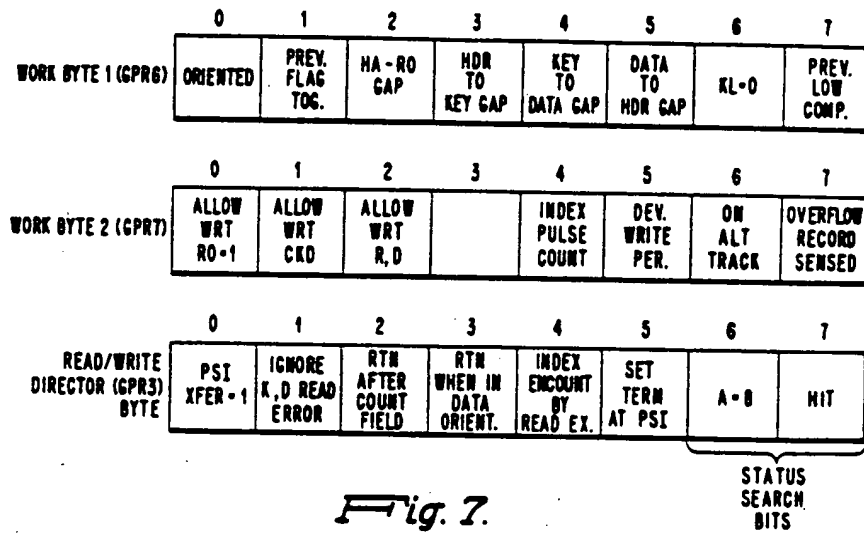 0 1 2 3 4 5 6 7
WORK BYTE 1 (GPR6)
ORIENTED
PREV.
FLAG
TOG.
HA-RO
GAP
HDR
TO
KEY GAP
KEY
TO
DATA GAP
DATA
TO
HDR GAP
KL=0
PREV.
LOW
COMP.
0 1 2 3 4 5 6 7
WORK BYTE 2 (GPR7)
ALLOW
WRT
RO=1
ALLOW
WRT
CKD
ALLOW
WRT
R,D
INDEX
PULSE
COUNT
DEV.
WRITE
PER.
ON
ALT
TRACK
OVERFLOW
RECORD
SENSED
0 1 2 3 4 5 6 7
READ/WRITE
DIRECTOR (GPR3)
BYTE
PSI
XFER=1
IGNORE
K,D READ
ERROR
RTN
AFTER
COUNT
FIELD
RTN
WHEN IN
DATA
ORIENT.
INDEX
ENCOUNT
BY
READ EX.
SET
TERM
AT PSI
A=B
HIT
STATUS
SEARCH
BITS
Fig. 7.